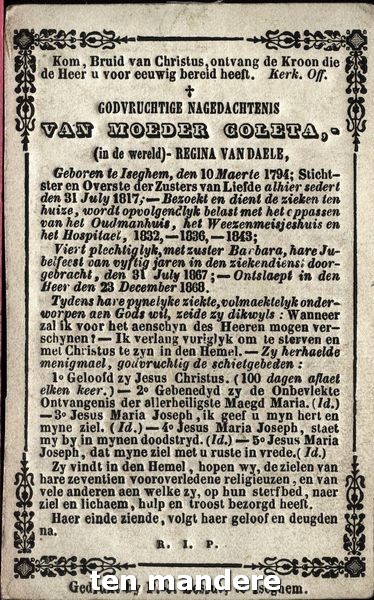 Kom, Bruid van Christus, ontvang de Kroon die
de Heer u voor eeuwig bereid heeft. Kerk. Off.
✝
GODVRUCHTIGE NAGEDACHTENIS
VAN MOEDER COLETA,-
(in de wereld)- REGINA VAN DAELE,
Geboren te Iseghem, den 10 Maerte 1794; Sticht-
ster en Overste der Zusters van Liefde alhier sedert
den 31 July 1817;— Bezoekt en dient de zieken ten
huize, wordt opvolgendlyk belast met het oppassen
van het Oudmanhuis, het Weezenmeisjeshuis en
het Hospitael, 1832,—1836,—1843;
Viert plechtiglyk, met zuster Barbara, hare Ju-
belfeest van vyftig jaren in den ziekendienst door-
gebracht, den 31 July 1867;— Ontslaept in den
Heer den 23 December 1868.
Tydens hare pynelyke ziekte, volmaektelyk onder-
worpen aen Gods wil, zeide zy dikwyls: Wanneer
zal ik voor het aenschyn des Heeren mogen ver-
schynen? — Ik verlang vuriglyk om te sterven en
mel Christus te zyn in den Hemel. — Zy herhaelde
menigmael, godvruchtig de schietgebeden:
1o Geloofd zy Jesus Christus. (100 dagen aflaet
elken keer.) — 2o Gebenedyd zy de Onbevlekte
Ontvangenis der allerheiligste Maegd Maria. (Id.)
—3o Jesus Maria Joseph, ik geef u myn hert en
myne ziel. (Id.) — 4o Jesus Maria Joseph, staet
my by in mynen doodstryd. (Id.) — 5o Jesus Maria
Joseph, dat myne ziel met u ruste in vrede. (Id.)
Zy vindt in den Hemel, hopen wy, de zielen van
hare zeventien vooroverledene religieuzen, en van
vele anderen aen welke zy, op hun sterfbed, naer
ziel en lichaem, hulp en troost bezorgd heeft.
Haer einde ziende, volgt haer geloof en deugden
na.
R. I. P.
Iseghem.
ten mandere